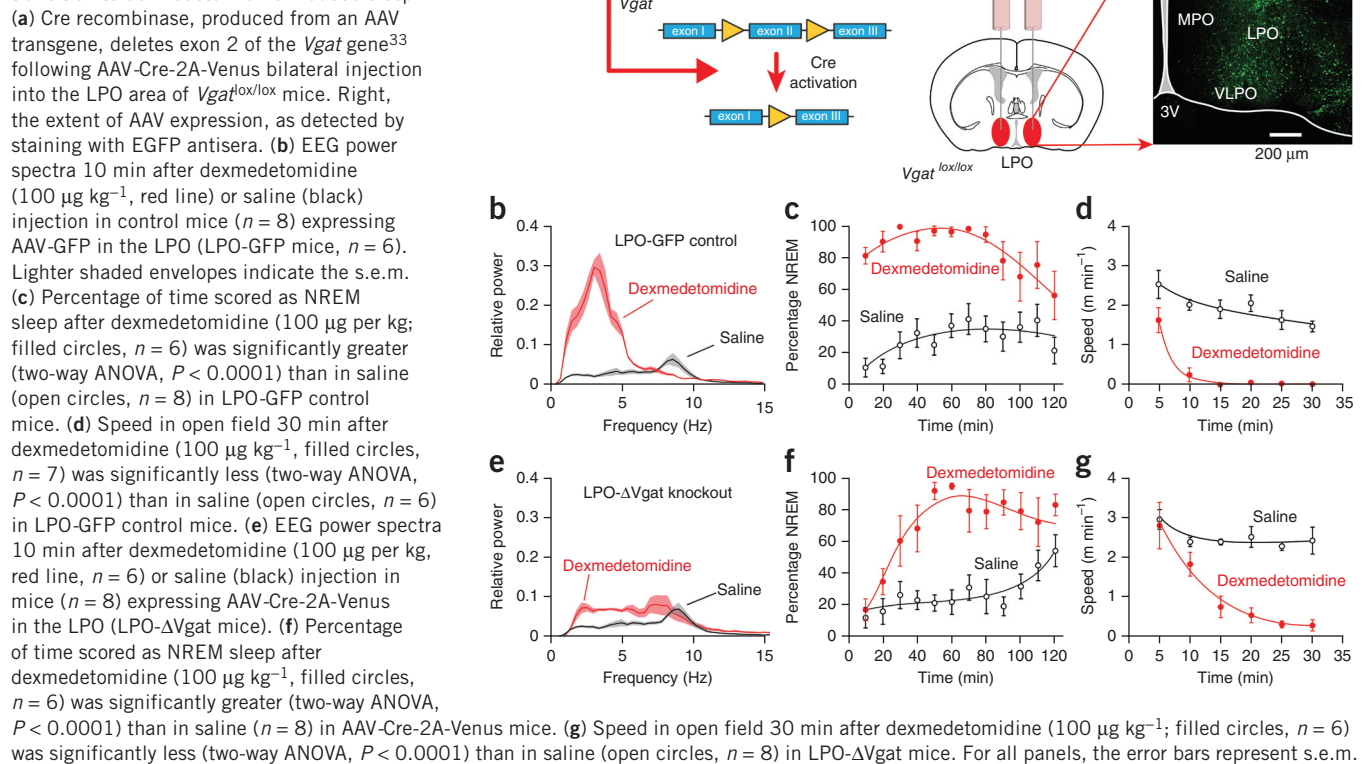 (a) Cre recombinase, produced from an AAV
transgene, deletes exon 2 of the Vgat gene33
following AAV-Cre-2A-Venus bilateral injection
into the LPO area of Vgatlox/lox mice. Right,
the extent of AAV expression, as detected by
staining with EGFP antisera. (b) EEG power
spectra 10 min after dexmedetomidine
(100 μg kg–1, red line) or saline (black)
injection in control mice (n = 8) expressing
AAV-GFP in the LPO (LPO-GFP mice, n = 6).
Lighter shaded envelopes indicate the s.e.m.
(c) Percentage of time scored as NREM
sleep after dexmedetomidine (100 μg per kg;
filled circles, n = 6) was significantly greater
(two-way ANOVA, P < 0.0001) than in saline
(open circles, n = 8) in LPO-GFP control
mice. (d) Speed in open field 30 min after
dexmedetomidine (100 μg kg–1, filled circles,
n = 7) was significantly less (two-way ANOVA,
P < 0.0001) than in saline (open circles, n = 6)
in LPO-GFP control mice. (e) EEG power spectra
10 min after dexmedetomidine (100 μg per kg,
red line, n = 6) or saline (black) injection in
mice (n = 8) expressing AAV-Cre-2A-Venus
in the LPO (LPO-ΔVgat mice). (f) Percentage
of time scored as NREM sleep after
dexmedetomidine (100 μg kg–1, filled circles,
n = 6) was significantly greater (two-way ANOVA,
P < 0.0001) than in saline (n = 8) in AAV-Cre-2A-Venus mice. (g) Speed in open field 30 min after dexmedetomidine (100 μg kg–1; filled circles, n = 6)
was significantly less (two-way ANOVA, P < 0.0001) than in saline (open circles, n = 8) in LPO-ΔVgat mice. For all panels, the error bars represent s.e.m.
Vgat
exon I
exon II
exon III
Cre
activation
exon I
exon III
Vgat lox/lox
LPO
MPO
LPO
VLPO
3V
200 μm
b
Relative power
0.4
0.3
0.2
0.1
0
LPO-GFP control
Dexmedetomidine
Saline
0 5 10 15
Frequency (Hz)
c
Percentage NREM
100
80
60
40
20
0
Dexmedetomidine
Saline
0 20 40 60 80 100 120
Time (min)
d
Speed (m min–1)
4
3
2
1
0
Saline
Dexmedetomidine
0 5 10 15 20 25 30 35
Time (min)
e
Relative power
0.4
0.3
0.2
0.1
0
LPO-ΔVgat knockout
Dexmedetomidine
Saline
0 5 10 15
Frequency (Hz)
f
Percentage NREM
100
80
60
40
20
0
Dexmedetomidine
Saline
0 20 40 60 80 100 120
Time (min)
g
Speed (m min–1)
4
3
2
1
0
Saline
Dexmedetomidine
0 5 10 15 20 25 30 35
Time (min)